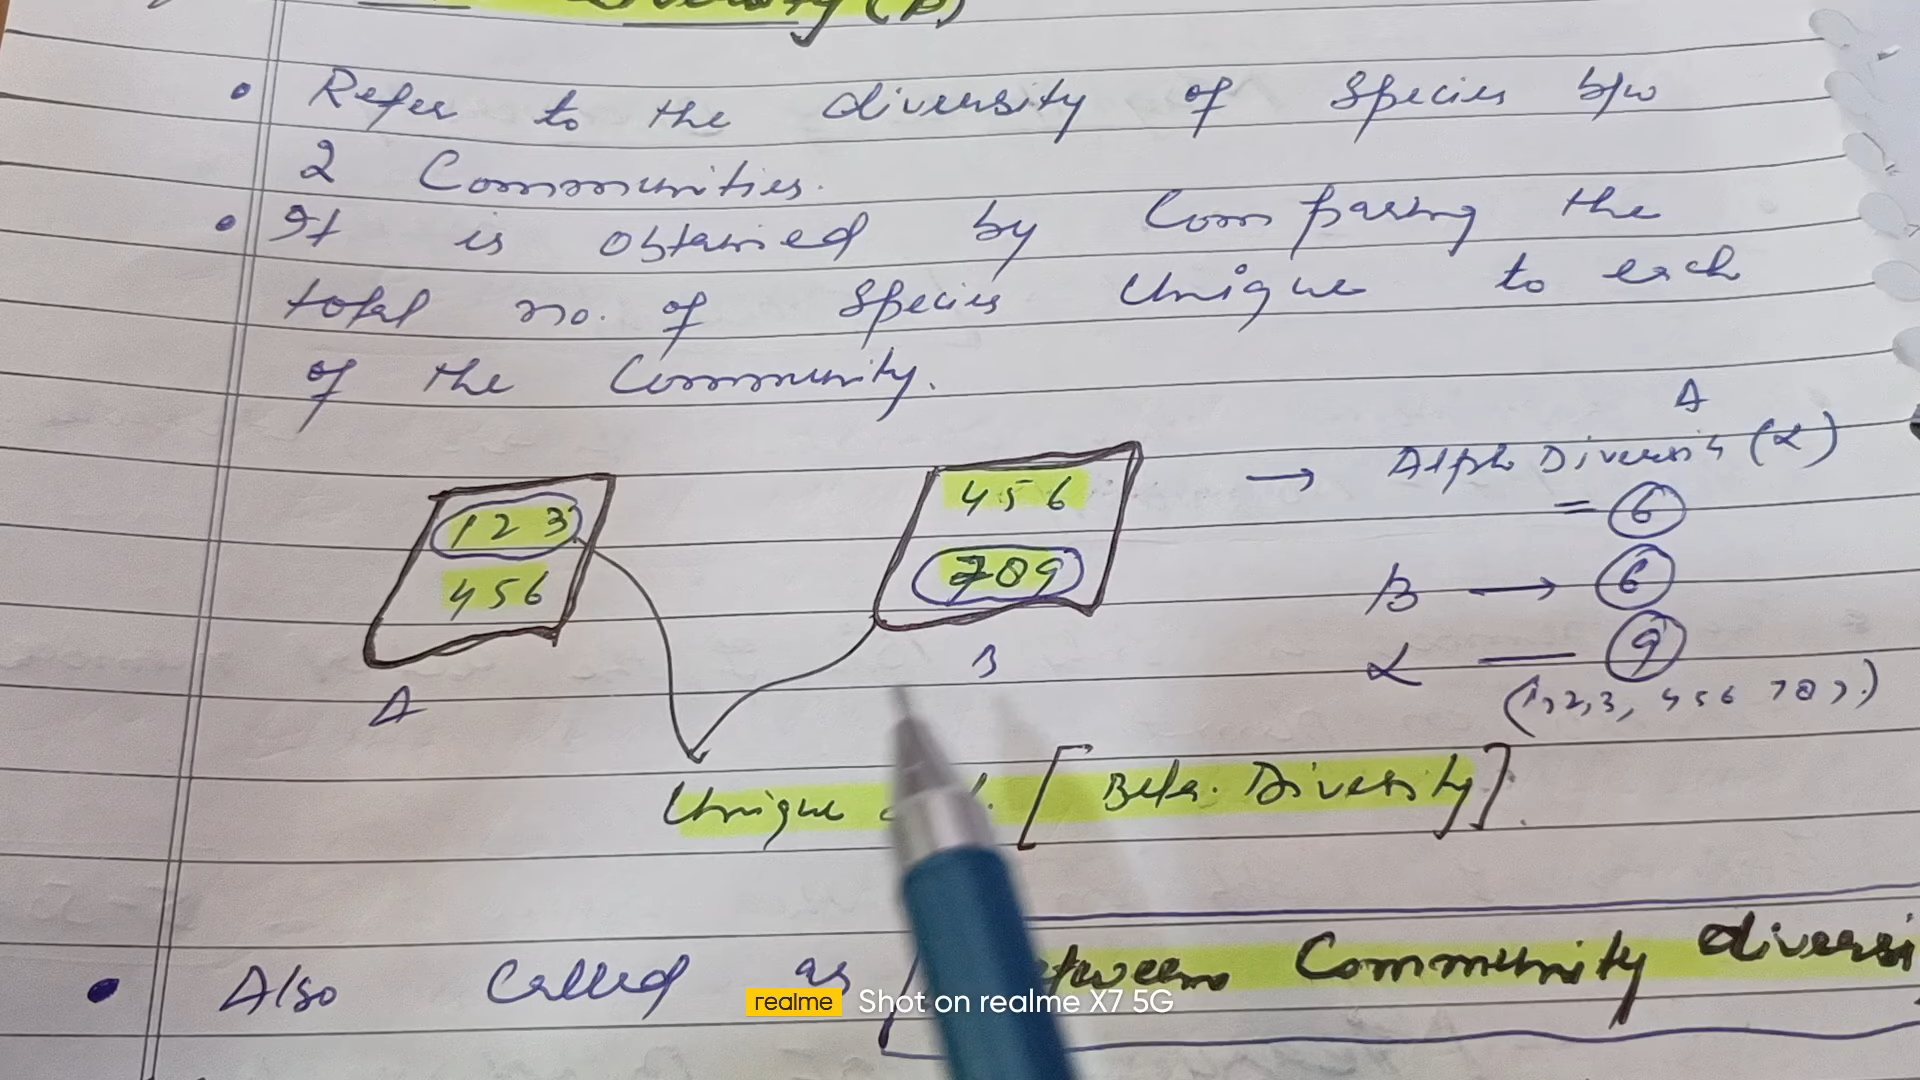 Diversity (β)
• Refer to the diversity of Species b/w
2 Communities.
• It is obtained by Comparing the
total no. of Species Unique to each
of the Community.
A
1 2 3
4 5 6
A
4 5 6
7 8 9
B
→ Alph Diversity (α)
= 6
B → 6
α — 9
(1,2,3, 4 5 6 7 8 9)
Unique [Beta. Diversity].
• Also Called as Community diversi
realme Shot on realme X7 5G